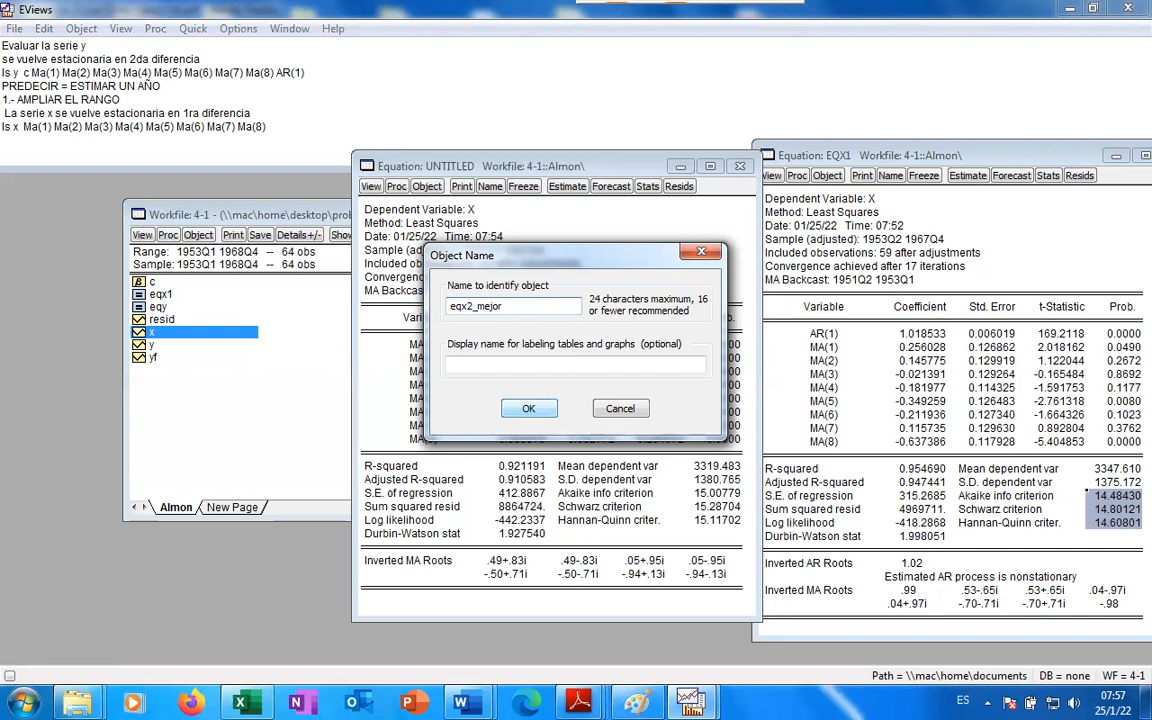 EViews
File Edit Object View Proc Quick Options Window Help
Evaluar la serie y
se vuelve estacionaria en 2da diferencia
ls y c Ma(1) Ma(2) Ma(3) Ma(4) Ma(5) Ma(6) Ma(7) Ma(8) AR(1)
PREDECIR = ESTIMAR UN AÑO
1.- AMPLIAR EL RANGO
La serie x se vuelve estacionaria en 1ra diferencia
ls x Ma(1) Ma(2) Ma(3) Ma(4) Ma(5) Ma(6) Ma(7) Ma(8)
Workfile: 4-1 - (\\mac\home\desktop\prob
View Proc Object Print Save Details+/- Show
Range: 1953Q1 1968Q4 -- 64 obs
Sample: 1953Q1 1968Q4 -- 64 obs
c
eqx1
eqy
resid
x
y
yf
Almon New Page
Equation: UNTITLED Workfile: 4-1::Almon\
View Proc Object Print Name Freeze Estimate Forecast Stats Resids
Dependent Variable: X
Method: Least Squares
Date: 01/25/22 Time: 07:54
R-squared 0.921191 Mean dependent var 3319.483
Adjusted R-squared 0.910583 S.D. dependent var 1380.765
S.E. of regression 412.8867 Akaike info criterion 15.00779
Sum squared resid 8864724. Schwarz criterion 15.28704
Log likelihood -442.2337 Hannan-Quinn criter. 15.11702
Durbin-Watson stat 1.927540
Inverted MA Roots .49+.83i .49-.83i .05+.95i .05-.95i
-.50+.71i -.50-.71i -.94+.13i -.94-.13i
Object Name
Name to identify object
eqx2_mejor
24 characters maximum, 16
or fewer recommended
Display name for labeling tables and graphs (optional)
OK Cancel
Equation: EQX1 Workfile: 4-1::Almon\
View Proc Object Print Name Freeze Estimate Forecast Stats Resids
Dependent Variable: X
Method: Least Squares
Date: 01/25/22 Time: 07:52
Sample (adjusted): 1953Q2 1967Q4
Included observations: 59 after adjustments
Convergence achieved after 17 iterations
MA Backcast: 1951Q2 1953Q1
Variable Coefficient Std. Error t-Statistic Prob.
AR(1) 1.018533 0.006019 169.2118 0.0000
MA(1) 0.256028 0.126862 2.018162 0.0490
MA(2) 0.145775 0.129919 1.122044 0.2672
MA(3) -0.021391 0.129264 -0.165484 0.8692
MA(4) -0.181977 0.114325 -1.591753 0.1177
MA(5) -0.349259 0.126483 -2.761318 0.0080
MA(6) -0.211936 0.127340 -1.664326 0.1023
MA(7) 0.115735 0.129630 0.892804 0.3762
MA(8) -0.637386 0.117928 -5.404853 0.0000
R-squared 0.954690 Mean dependent var 3347.610
Adjusted R-squared 0.947441 S.D. dependent var 1375.172
S.E. of regression 315.2685 Akaike info criterion 14.48430
Sum squared resid 4969711. Schwarz criterion 14.80121
Log likelihood -418.2868 Hannan-Quinn criter. 14.60801
Durbin-Watson stat 1.998051
Inverted AR Roots 1.02
Estimated AR process is nonstationary
Inverted MA Roots .99 .53-.65i .53+.65i .04-.97i
.04+.97i -.70-.71i -.70+.71i -.98
Path = \\mac\home\documents DB = none WF = 4-1
ES
07:57
25/1/22